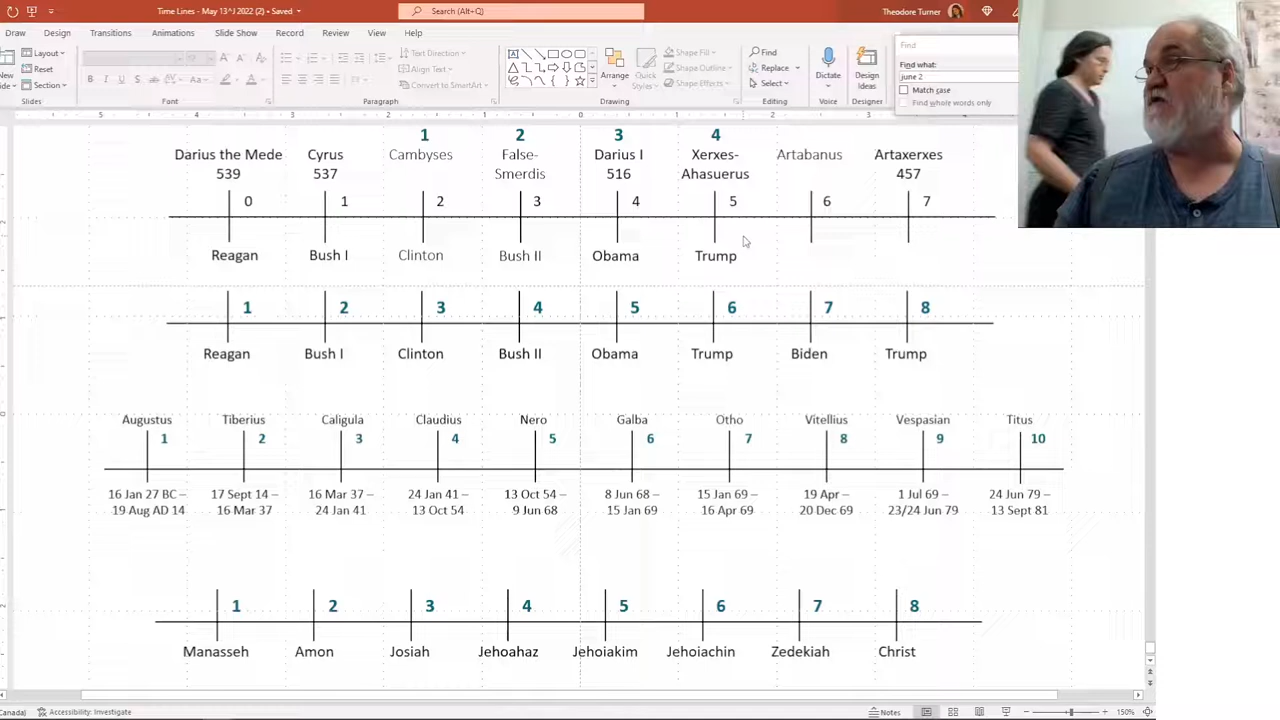 Time Lines - May 13^J 2022 (2) • Saved
Search (Alt+Q)
Theodore Turner
Draw Design Transitions Animations Slide Show Record Review View Help
New
Slides
Layout
Reset
Section
Font
Text Direction
Align Text
Convert to SmartArt
Paragraph
Arrange
Quick
Styles
Shape Fill
Shape Outline
Shape Effects
Drawing
Find
Replace
Select
Editing
Dictate
Voice
Design
Ideas
Designer
Find
Find what:
june 2
Match case
Find whole words only
1 2 3 4
Darius the Mede Cyrus Cambyses False- Darius I Xerxes- Artabanus Artaxerxes
539 537 Smerdis 516 Ahasuerus 457
0 1 2 3 4 5 6 7
Reagan Bush I Clinton Bush II Obama Trump
1 2 3 4 5 6 7 8
Reagan Bush I Clinton Bush II Obama Trump Biden Trump
Augustus Tiberius Caligula Claudius Nero Galba Otho Vitellius Vespasian Titus
1 2 3 4 5 6 7 8 9 10
16 Jan 27 BC – 17 Sept 14 – 16 Mar 37 – 24 Jan 41 – 13 Oct 54 – 8 Jun 68 – 15 Jan 69 – 19 Apr – 1 Jul 69 – 24 Jun 79 –
19 Aug AD 14 16 Mar 37 24 Jan 41 13 Oct 54 9 Jun 68 15 Jan 69 16 Apr 69 20 Dec 69 23/24 Jun 79 13 Sept 81
1 2 3 4 5 6 7 8
Manasseh Amon Josiah Jehoahaz Jehoiakim Jehoiachin Zedekiah Christ
Canada) Accessibility: Investigate Notes 150%